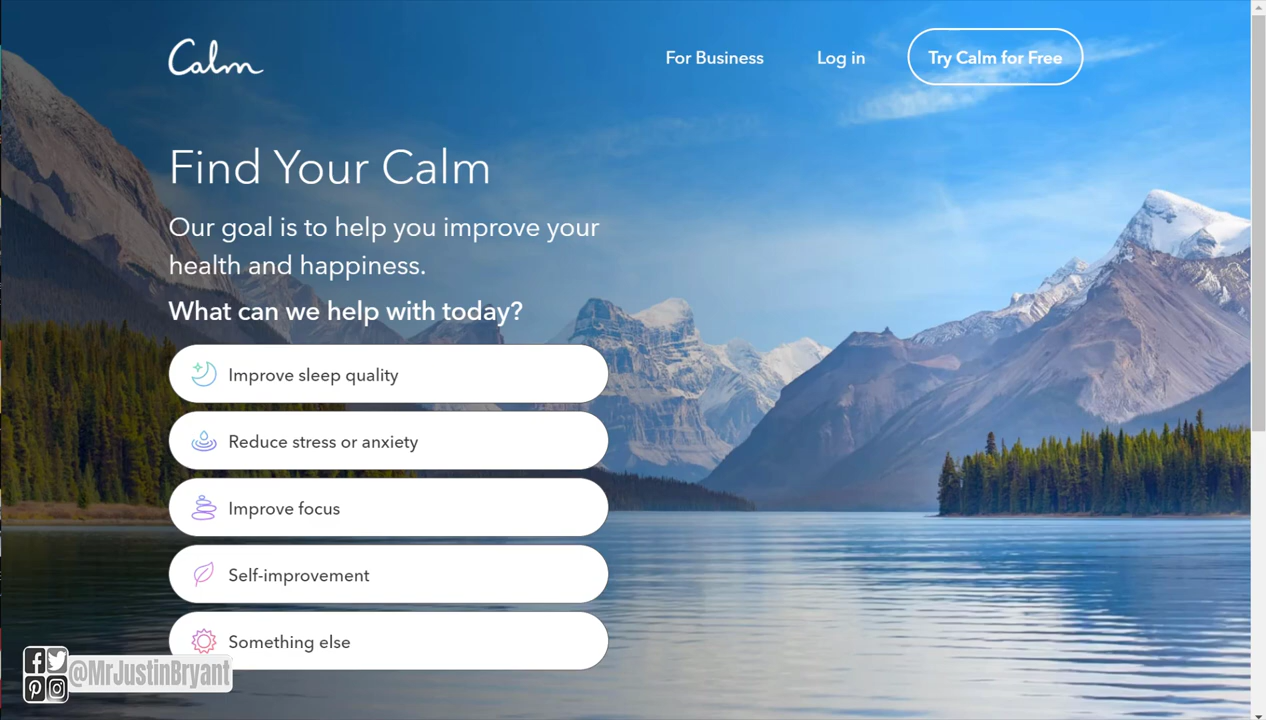 Calm
For Business
Log in
Try Calm for Free
Find Your Calm
Our goal is to help you improve your
health and happiness.
What can we help with today?
Improve sleep quality
Reduce stress or anxiety
Improve focus
Self-improvement
Something else
@MrJustinBryant